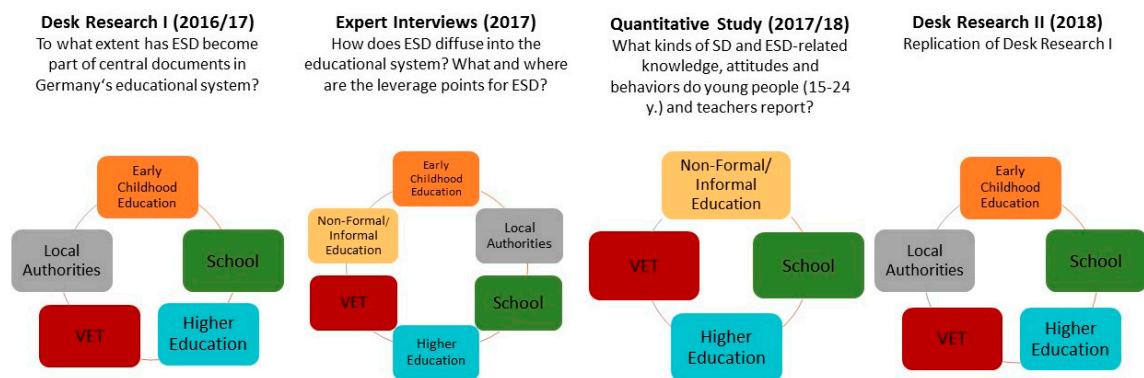 Desk Research I (2016/17)
To what extent has ESD become
part of central documents in
Germany‘s educational system?
Early
Childhood
Education
Local
Authorities
School
VET
Higher
Education
Expert Interviews (2017)
How does ESD diffuse into the
educational system? What and where
are the leverage points for ESD?
Early
Childhood
Education
Non-Formal/
Informal
Education
Local
Authorities
VET
School
Higher
Education
Quantitative Study (2017/18)
What kinds of SD and ESD-related
knowledge, attitudes and
behaviors do young people (15-24
y.) and teachers report?
Non-Formal/
Informal
Education
VET
School
Higher
Education
Desk Research II (2018)
Replication of Desk Research I
Early
Childhood
Education
Local
Authorities
School
VET
Higher
Education